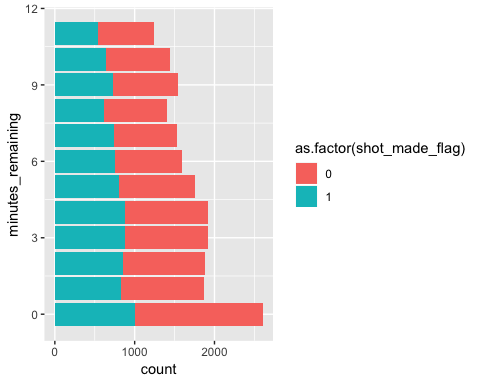 12
9
6
3
0
minutes_remaining
0 1000 2000
count
as.factor(shot_made_flag)
0
1